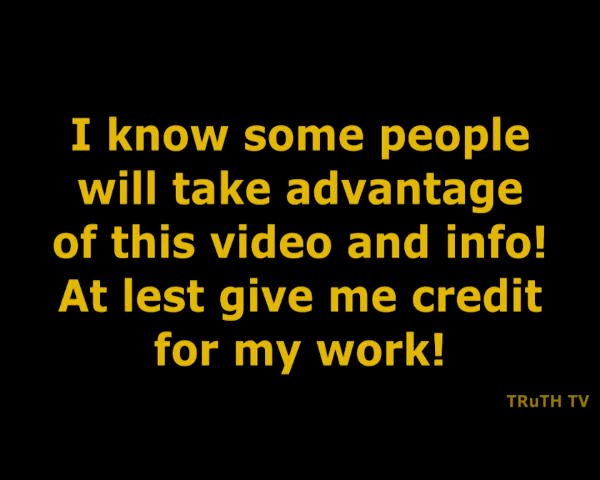 I know some people
will take advantage
of this video and info!
At lest give me credit
for my work!
TRuTH TV